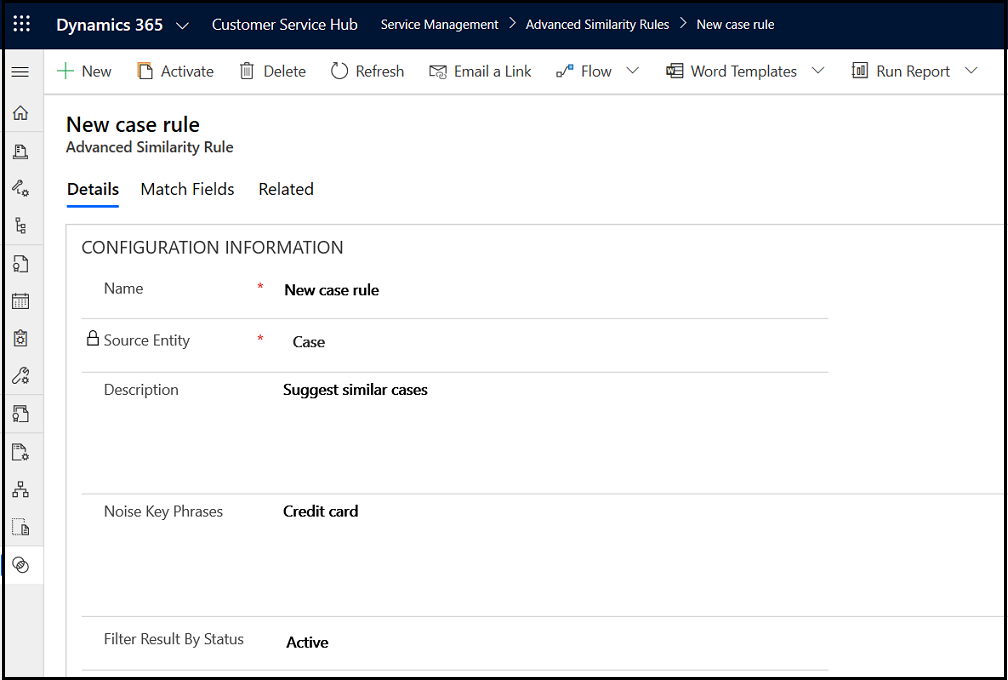 Dynamics 365 Customer Service Hub Service Management > Advanced Similarity Rules > New case rule
New Activate Delete Refresh Email a Link Flow Word Templates Run Report
New case rule
Advanced Similarity Rule
Details Match Fields Related
CONFIGURATION INFORMATION
Name * New case rule
Source Entity * Case
Description Suggest similar cases
Noise Key Phrases Credit card
Filter Result By Status Active